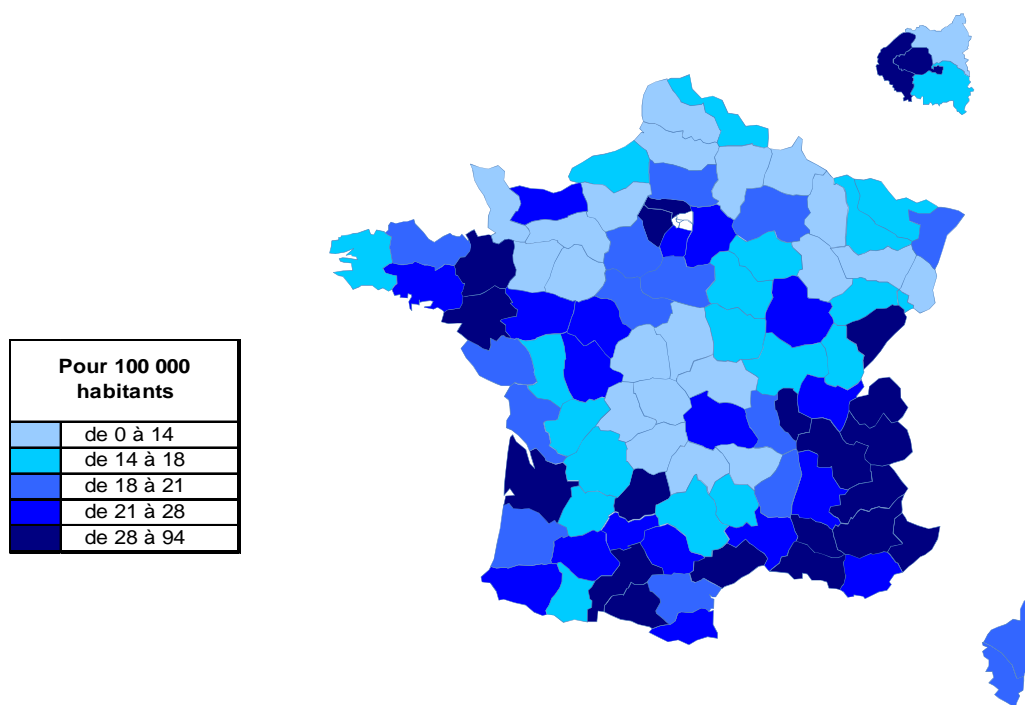 Pour 100 000
habitants
de 0 à 14
de 14 à 18
de 18 à 21
de 21 à 28
de 28 à 94